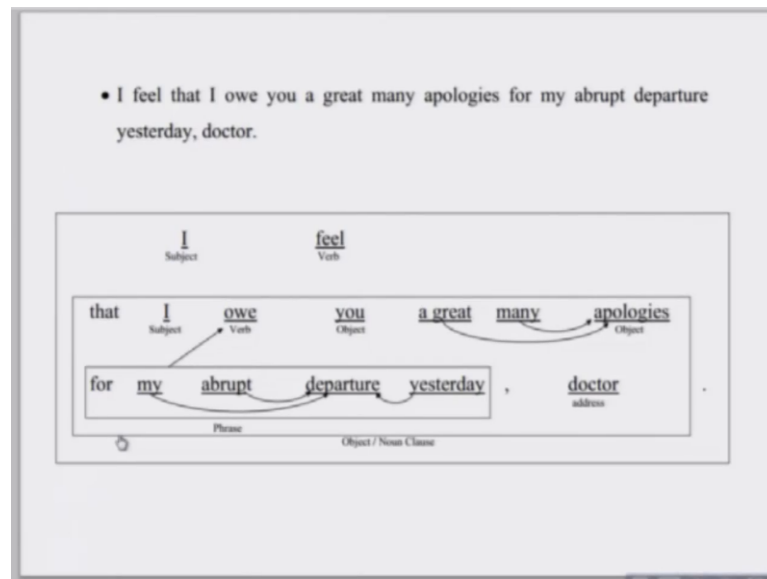 • I feel that I owe you a great many apologies for my abrupt departure
yesterday, doctor.
I feel
Subject Verb
that I owe you a great many apologies
Subject Verb Object Object
for my abrupt departure yesterday , doctor .
address
Phrase
Object / Noun Clause